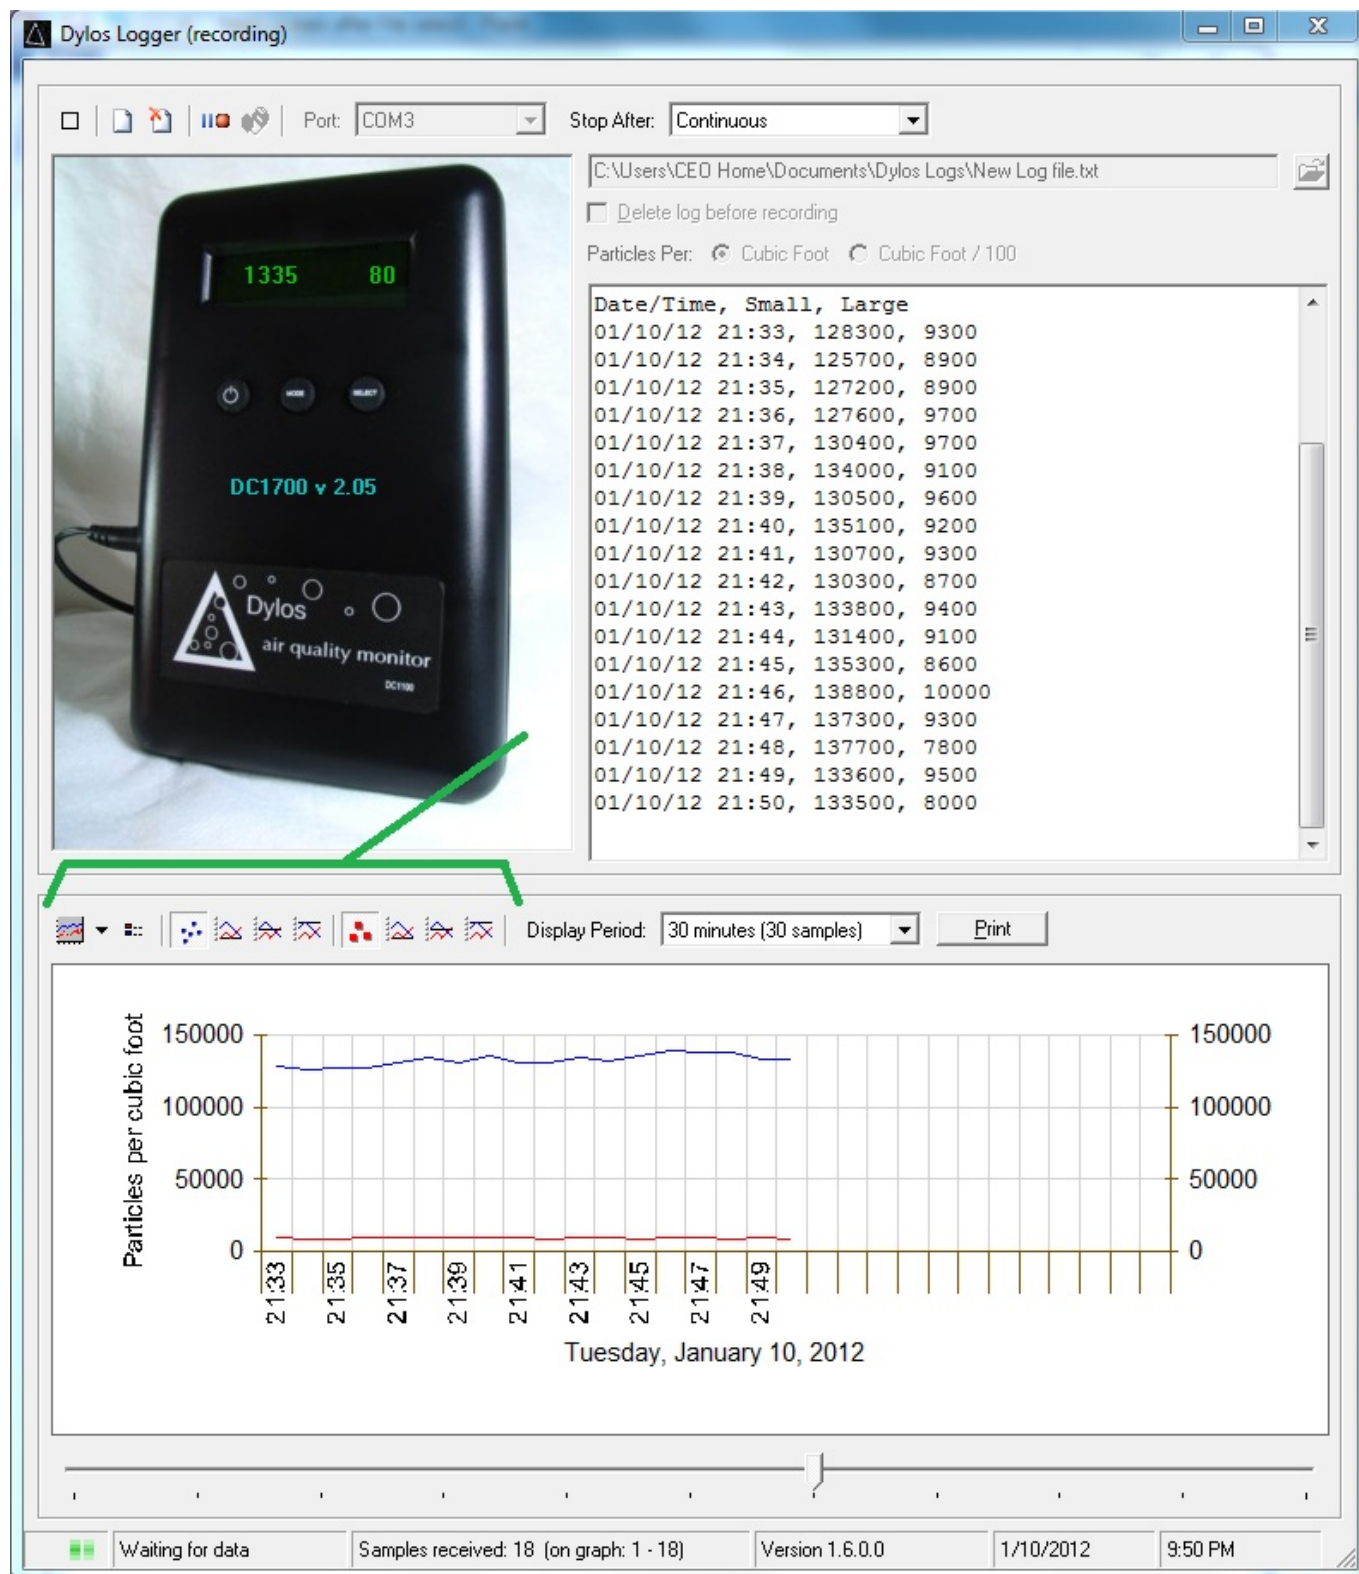 Dylos Logger (recording)
Port: COM3 Stop After: Continuous
C:\Users\CEO Home\Documents\Dylos Logs\New Log file.txt
Delete log before recording
Particles Per: Cubic Foot Cubic Foot / 100
1335 80
MODE SELECT
DC1700 v 2.05
Dylos
air quality monitor
DC1100
Date/Time, Small, Large
01/10/12 21:33, 128300, 9300
01/10/12 21:34, 125700, 8900
01/10/12 21:35, 127200, 8900
01/10/12 21:36, 127600, 9700
01/10/12 21:37, 130400, 9700
01/10/12 21:38, 134000, 9100
01/10/12 21:39, 130500, 9600
01/10/12 21:40, 135100, 9200
01/10/12 21:41, 130700, 9300
01/10/12 21:42, 130300, 8700
01/10/12 21:43, 133800, 9400
01/10/12 21:44, 131400, 9100
01/10/12 21:45, 135300, 8600
01/10/12 21:46, 138800, 10000
01/10/12 21:47, 137300, 9300
01/10/12 21:48, 137700, 7800
01/10/12 21:49, 133600, 9500
01/10/12 21:50, 133500, 8000
Display Period: 30 minutes (30 samples) Print
Particles per cubic foot
150000 150000
100000 100000
50000 50000
0 0
21:33 21:35 21:37 21:39 21:41 21:43 21:45 21:47 21:49
Tuesday, January 10, 2012
Waiting for data Samples received: 18 (on graph: 1 - 18) Version 1.6.0.0 1/10/2012 9:50 PM